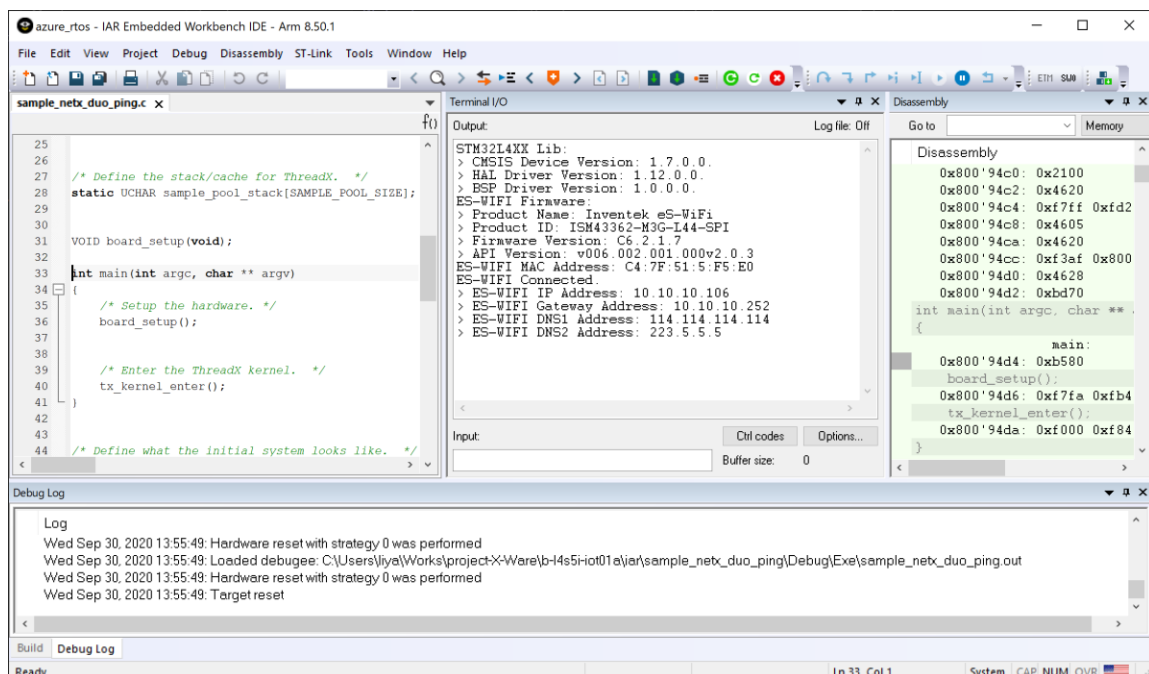 azure_rtos - IAR Embedded Workbench IDE - Arm 8.50.1
File Edit View Project Debug Disassembly ST-Link Tools Window Help
ETM SWO
sample_netx_duo_ping.c x
f()
25
26
27 /* Define the stack/cache for ThreadX. */
28 static UCHAR sample_pool_stack[SAMPLE_POOL_SIZE];
29
30
31 VOID board_setup(void);
32
33 int main(int argc, char ** argv)
34 {
35 /* Setup the hardware. */
36 board_setup();
37
38
39 /* Enter the ThreadX kernel. */
40 tx_kernel_enter();
41 }
42
43
44 /* Define what the initial system looks like. */
Terminal I/O
Output: Log file: Off
STM32L4XX Lib:
> CMSIS Device Version: 1.7.0.0.
> HAL Driver Version: 1.12.0.0.
> BSP Driver Version: 1.0.0.0.
ES-WIFI Firmware:
> Product Name: Inventek eS-WiFi
> Product ID: ISM43362-M3G-L44-SPI
> Firmware Version: C6.2.1.7
> API Version: v006.002.001.000v2.0.3
ES-WIFI MAC Address: C4:7F:51:5:F5:E0
ES-WIFI Connected.
> ES-WIFI IP Address: 10.10.10.106
> ES-WIFI Gateway Address: 10.10.10.252
> ES-WIFI DNS1 Address: 114.114.114.114
> ES-WIFI DNS2 Address: 223.5.5.5
Input: Ctrl codes Options...
Buffer size: 0
Disassembly
Go to Memory
Disassembly
0x800'94c0: 0x2100
0x800'94c2: 0x4620
0x800'94c4: 0xf7ff 0xfd2
0x800'94c8: 0x4605
0x800'94ca: 0x4620
0x800'94cc: 0xf3af 0x800
0x800'94d0: 0x4628
0x800'94d2: 0xbd70
int main(int argc, char **
{
main:
0x800'94d4: 0xb580
board_setup();
0x800'94d6: 0xf7fa 0xfb4
tx_kernel_enter();
0x800'94da: 0xf000 0xf84
}
Debug Log
Log
Wed Sep 30, 2020 13:55:49: Hardware reset with strategy 0 was performed
Wed Sep 30, 2020 13:55:49: Loaded debugee: C:\Users\liya\Works\project-X-Ware\b-l4s5i-iot01a\iar\sample_netx_duo_ping\Debug\Exe\sample_netx_duo_ping.out
Wed Sep 30, 2020 13:55:49: Hardware reset with strategy 0 was performed
Wed Sep 30, 2020 13:55:49: Target reset
Build Debug Log
Ready Ln 33, Col 1 System CAP NUM OVR